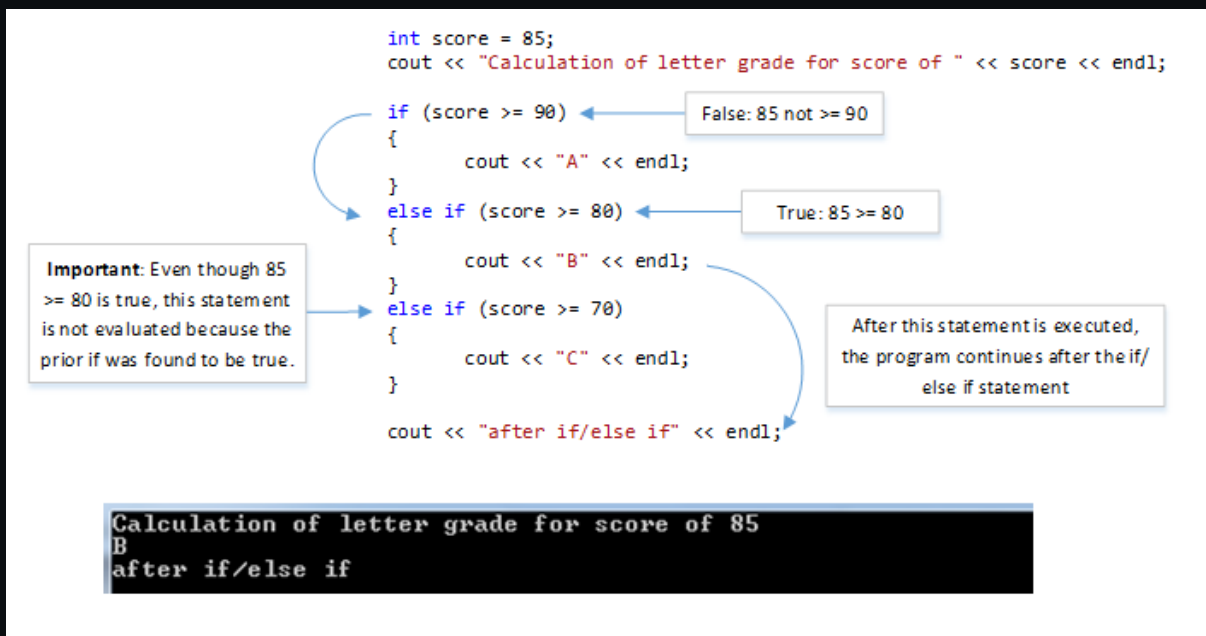 int score = 85;
cout << "Calculation of letter grade for score of " << score << endl;
if (score >= 90)
False: 85 not >= 90
{
cout << "A" << endl;
}
else if (score >= 80)
True: 85 >= 80
{
cout << "B" << endl;
}
Important: Even though 85
>= 80 is true, this statement
is not evaluated because the
prior if was found to be true.
else if (score >= 70)
{
cout << "C" << endl;
}
After this statement is executed,
the program continues after the if/
else if statement
cout << "after if/else if" << endl;
Calculation of letter grade for score of 85
B
after if/else if